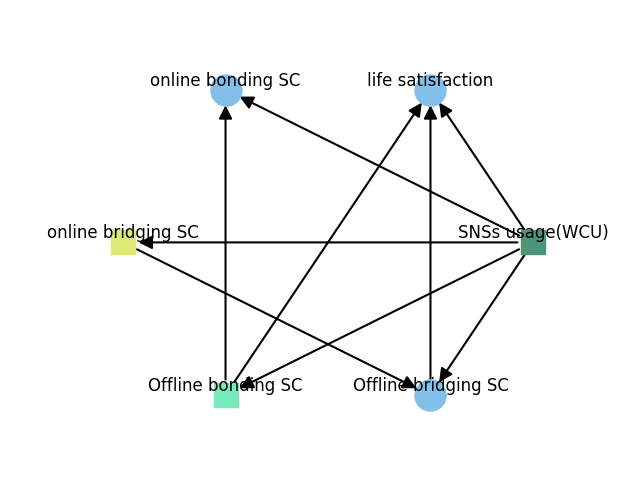 online bonding SC
life satisfaction
online bridging SC
SNSs usage(WCU)
Offline bonding SC
Offline bridging SC